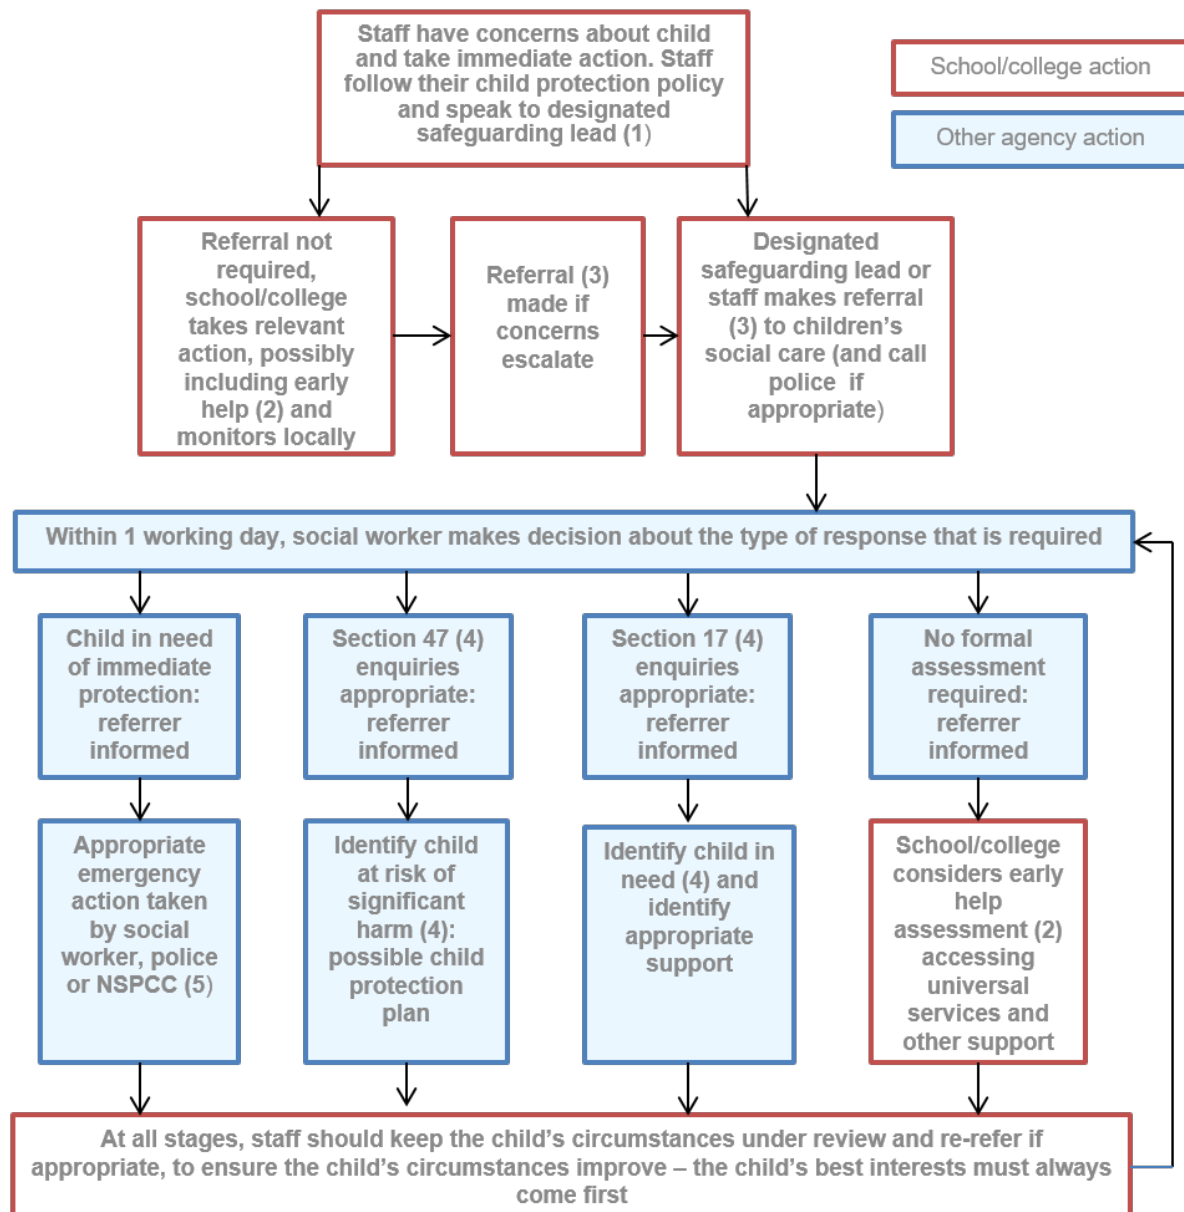 Staff have concerns about child
and take immediate action. Staff
follow their child protection policy
and speak to designated
safeguarding lead (1)
School/college action
Other agency action
Referral not
required,
school/college
takes relevant
action, possibly
including early
help (2) and
monitors locally
Referral (3)
made if
concerns
escalate
Designated
safeguarding lead or
staff makes referral
(3) to children’s
social care (and call
police if
appropriate)
Within 1 working day, social worker makes decision about the type of response that is required
Child in need
of immediate
protection:
referrer
informed
Section 47 (4)
enquiries
appropriate:
referrer
informed
Section 17 (4)
enquiries
appropriate:
referrer
informed
No formal
assessment
required:
referrer
informed
Appropriate
emergency
action taken
by social
worker, police
or NSPCC (5)
Identify child
at risk of
significant
harm (4):
possible child
protection
plan
Identify child in
need (4) and
identify
appropriate
support
School/college
considers early
help
assessment (2)
accessing
universal
services and
other support
At all stages, staff should keep the child’s circumstances under review and re-refer if
appropriate, to ensure the child’s circumstances improve – the child’s best interests must always
come first